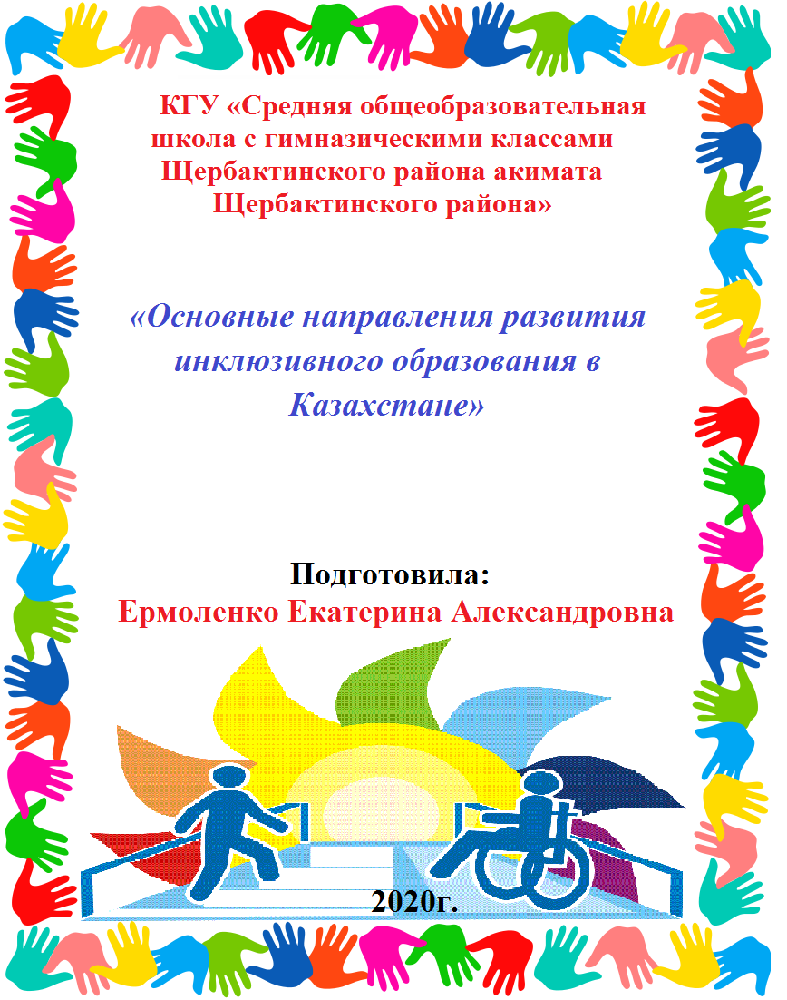 КГУ «Средняя общеобразовательная
школа с гимназическими классами
Щербактинского района акимата
Щербактинского района»
«Основные направления развития
инклюзивного образования в
Казахстане»
Подготовила:
Ермоленко Екатерина Александровна
2020г.